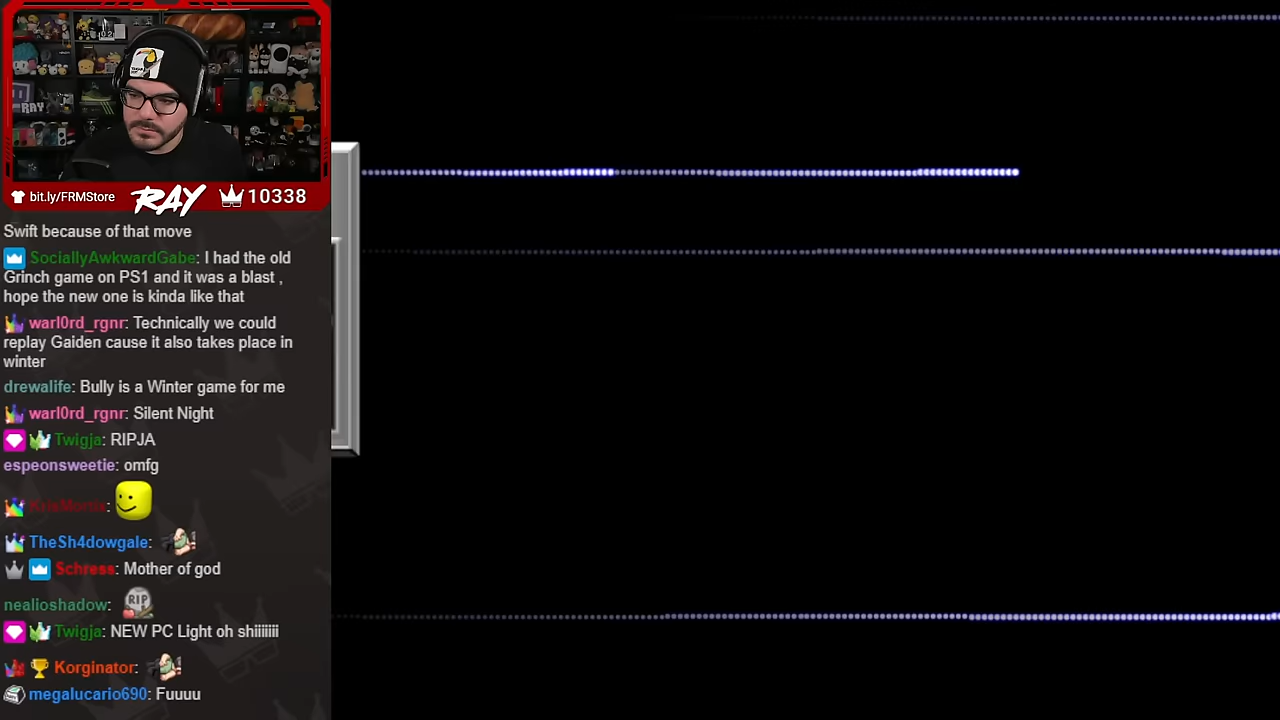 RAY
bit.ly/FRMStore
RAY
10338
Swift because of that move
SociallyAwkwardGabe: I had the old
Grinch game on PS1 and it was a blast ,
hope the new one is kinda like that
warl0rd_rgnr: Technically we could
replay Gaiden cause it also takes place in
winter
drewalife: Bully is a Winter game for me
warl0rd_rgnr: Silent Night
Twigja: RIPJA
espeonsweetie: omfg
KrisMortix:
TheSh4dowgale:
Schress: Mother of god
nealioshadow: RIP
Twigja: NEW PC Light oh shiiiiiii
Korginator:
megalucario690: Fuuuu